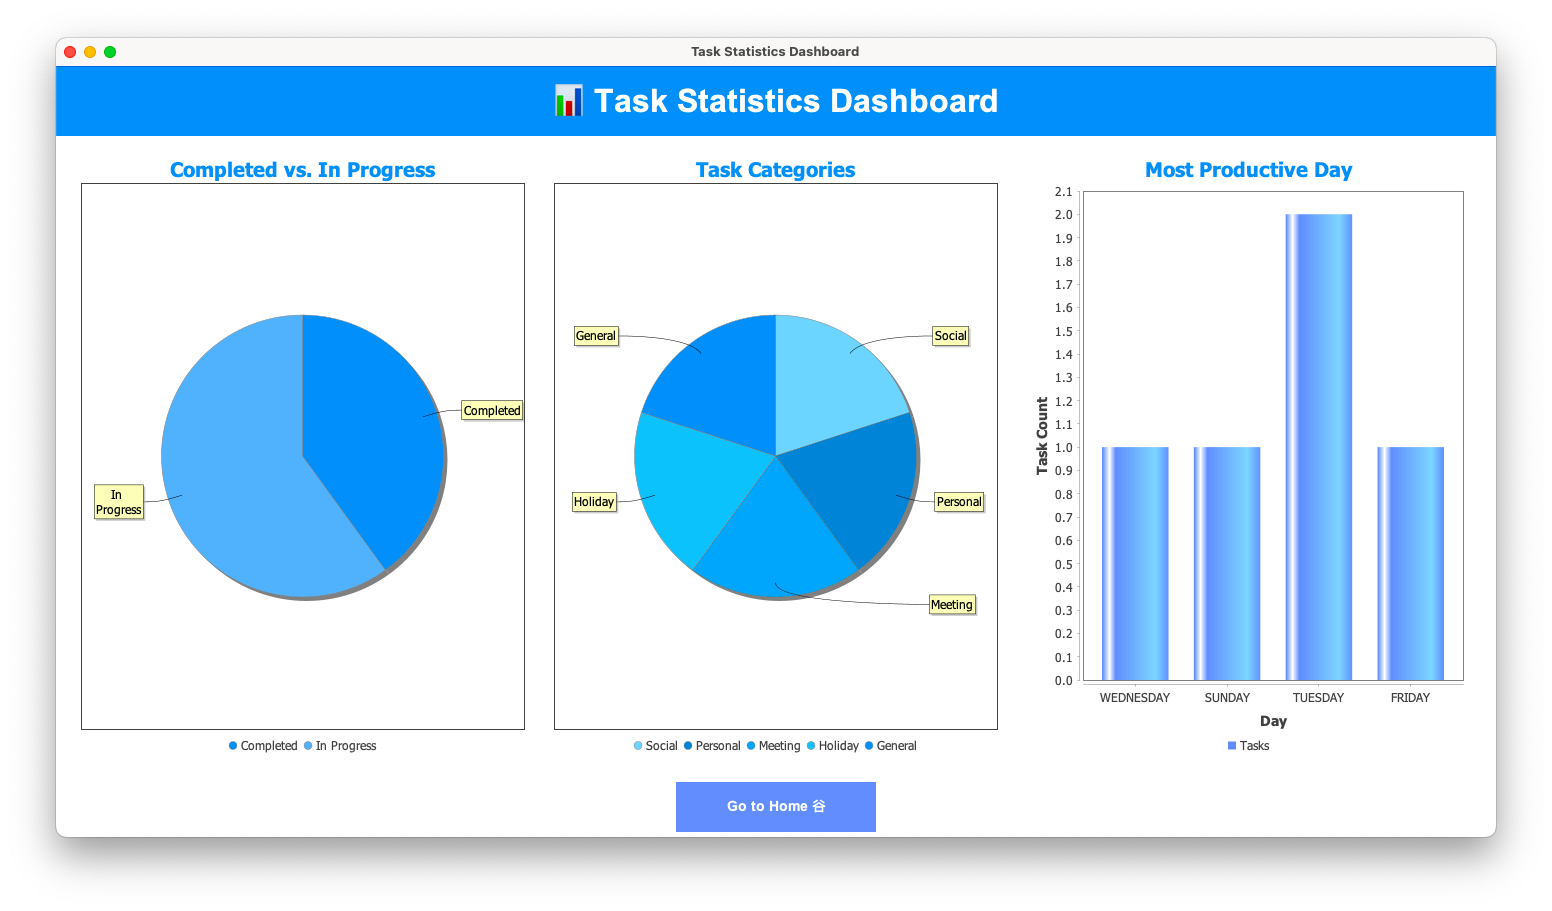 Task Statistics Dashboard
📊 Task Statistics Dashboard
Completed vs. In Progress
Completed
In
Progress
Completed In Progress
Task Categories
General
Social
Holiday
Personal
Meeting
Social Personal Meeting Holiday General
Most Productive Day
Task Count
2.1
2.0
1.9
1.8
1.7
1.6
1.5
1.4
1.3
1.2
1.1
1.0
0.9
0.8
0.7
0.6
0.5
0.4
0.3
0.2
0.1
0.0
WEDNESDAY SUNDAY TUESDAY FRIDAY
Day
Tasks
Go to Home 谷